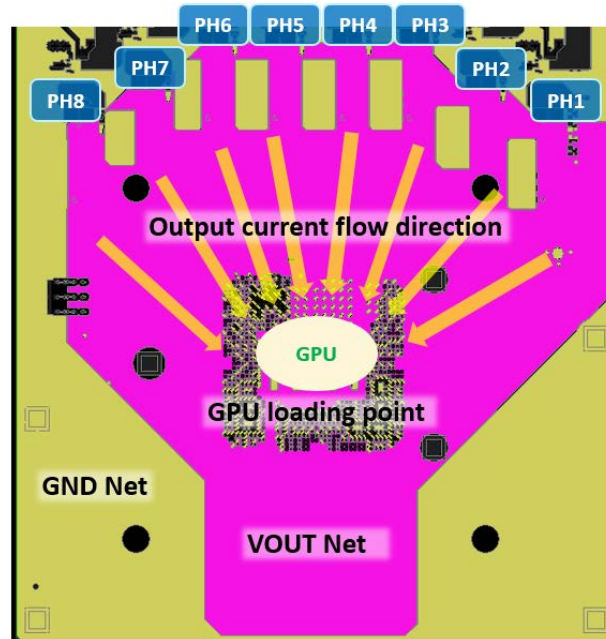 PH6 PH5 PH4 PH3
PH7 PH2
PH8 PH1
Output current flow direction
GPU
GPU loading point
GND Net
VOUT Net